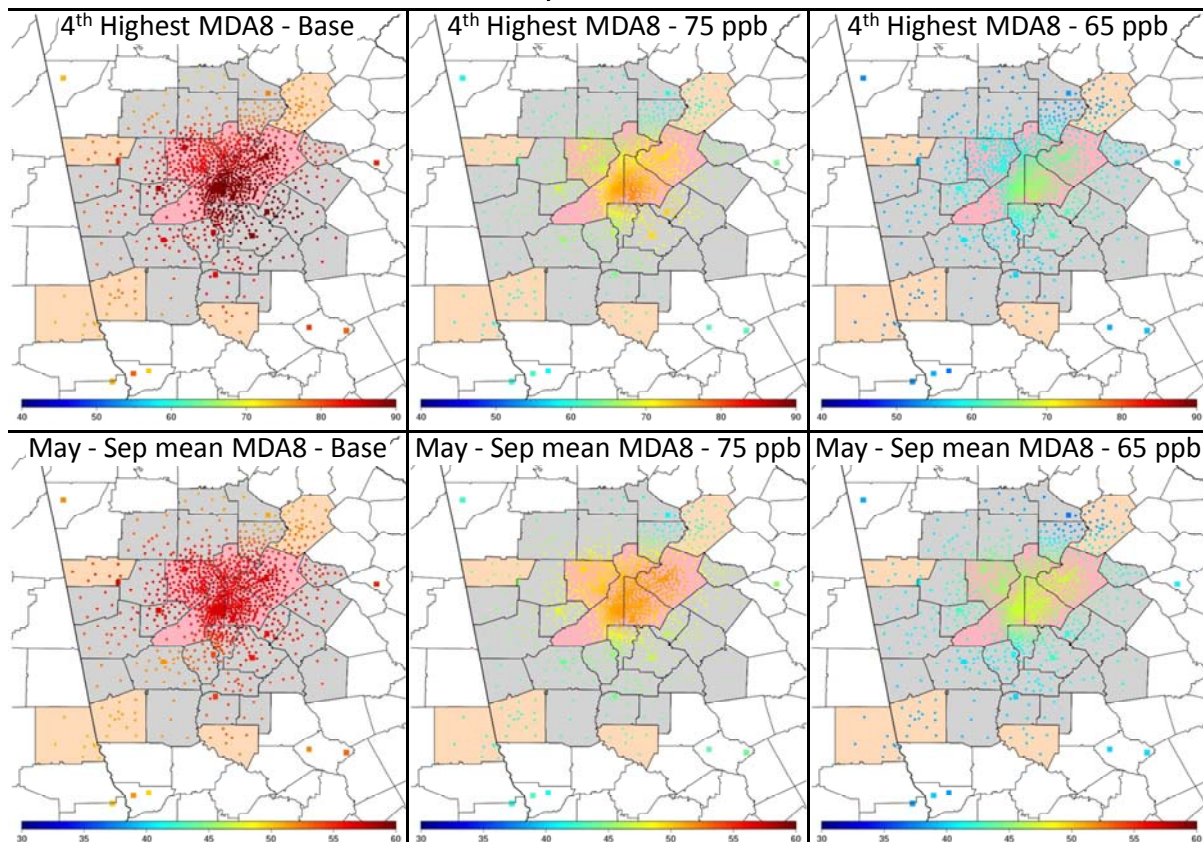 4th Highest MDA8 - Base
4th Highest MDA8 - 75 ppb
4th Highest MDA8 - 65 ppb
40 50 60 70 80 90
40 50 60 70 80 90
40 50 60 70 80 90
May - Sep mean MDA8 - Base
May - Sep mean MDA8 - 75 ppb
May - Sep mean MDA8 - 65 ppb
30 35 40 45 50 55 60
30 35 40 45 50 55 60
30 35 40 45 50 55 60